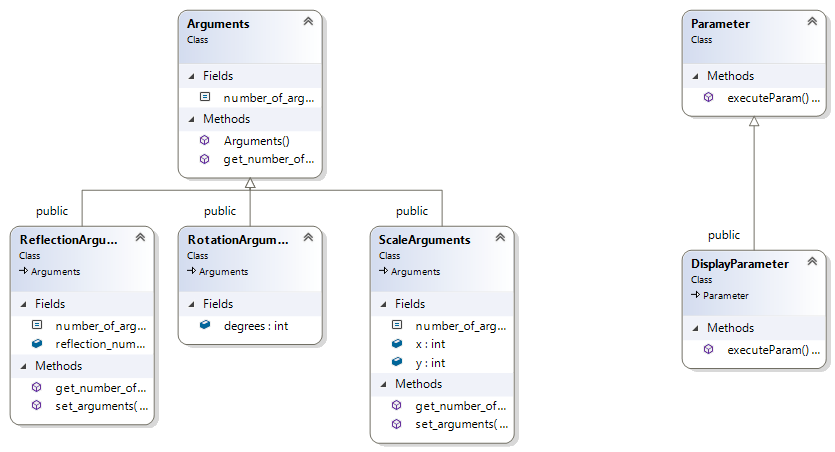 Arguments
Class
Fields
number_of_arg...
Methods
Arguments()
get_number_of...
Parameter
Class
Methods
executeParam() ...
public
public
public
ReflectionArgu...
Class
Arguments
Fields
number_of_arg...
reflection_num...
Methods
get_number_of...
set_arguments( ...
RotationArgum...
Class
Arguments
Fields
degrees : int
ScaleArguments
Class
Arguments
Fields
number_of_arg...
x : int
y : int
Methods
get_number_of...
set_arguments( ...
public
DisplayParameter
Class
Parameter
Methods
executeParam() ...